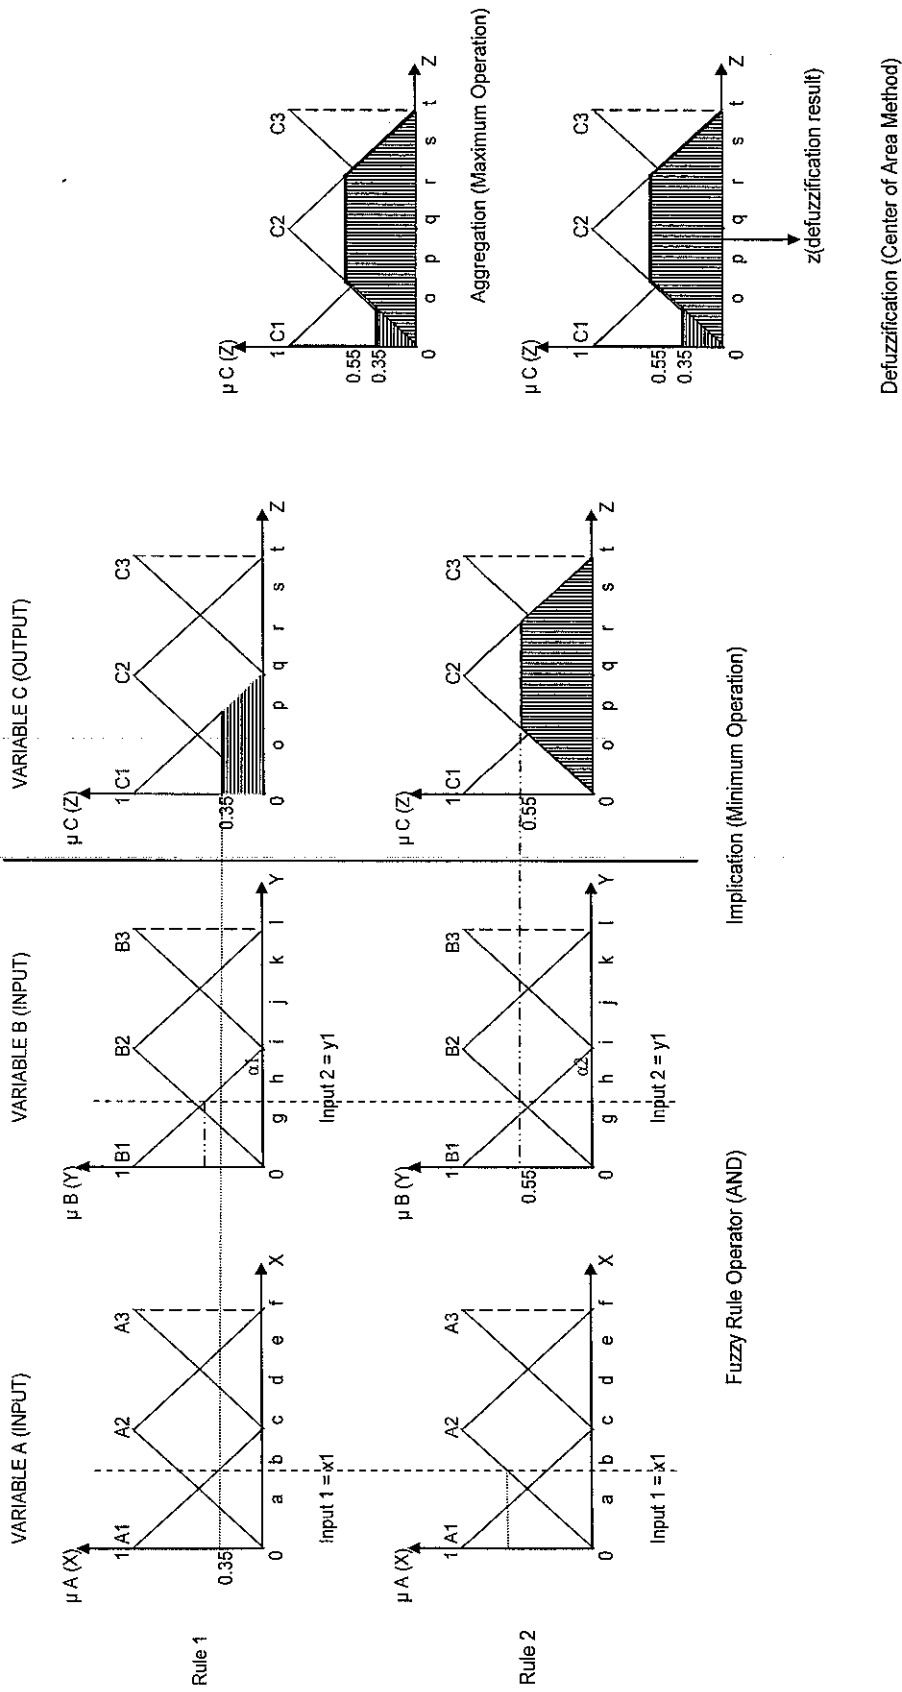 VARIABLE A (INPUT)
VARIABLE B (INPUT)
VARIABLE C (OUTPUT)
Rule 1
μ A (X)
1 A1
A2
A3
0.35
0 a b c d e f X
Input 1 = x1
μ B (Y)
1 B1
B2
B3
α1
0 g h i j k l Y
Input 2 = y1
μ C (Z)
1 C1
C2
C3
0.35
0 o p q r s t Z
Rule 2
μ A (X)
1 A1
A2
A3
0 a b c d e f X
Input 1 = x1
μ B (Y)
1 B1
B2
B3
0.55
α2
0 g h i j k l Y
Input 2 = y1
μ C (Z)
1 C1
C2
C3
0.55
0 o p q r s t Z
Fuzzy Rule Operator (AND)
Implication (Minimum Operation)
μ C (Z)
1 C1
C2
C3
0.55
0.35
0 o p q r s t Z
Aggregation (Maximum Operation)
μ C (Z)
1 C1
C2
C3
0.55
0.35
0 o p q r s t Z
z(defuzzification result)
Defuzzification (Center of Area Method)